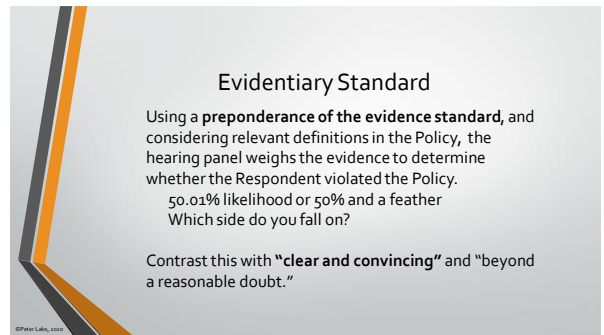 Evidentiary Standard
Using a preponderance of the evidence standard, and
considering relevant definitions in the Policy, the
hearing panel weighs the evidence to determine
whether the Respondent violated the Policy.
50.01% likelihood or 50% and a feather
Which side do you fall on?
Contrast this with “clear and convincing” and “beyond
a reasonable doubt.”
©Peter Lake, 2020